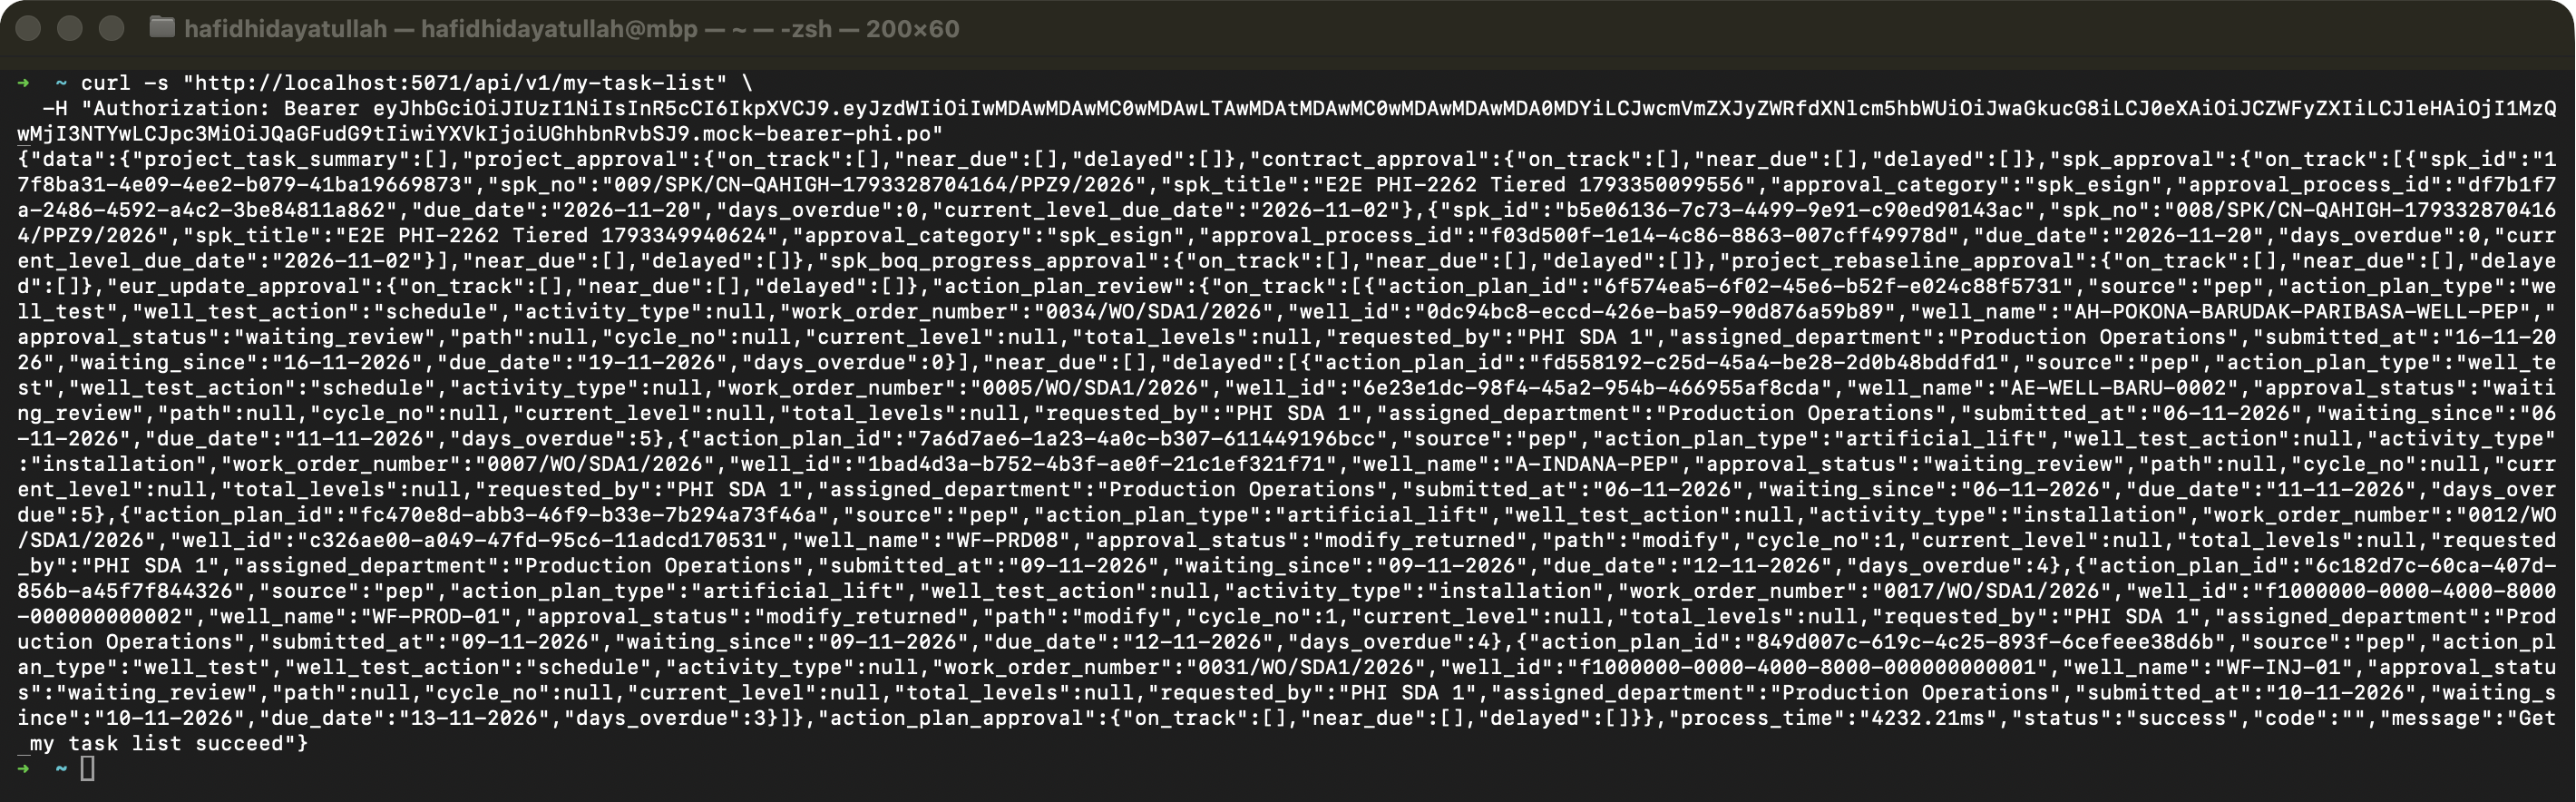 hafidhidayatullah — hafidhidayatullah@mbp — ~ — -zsh — 200×60
➜ ~ curl -s "http://localhost:5071/api/v1/my-task-list" \
-H "Authorization: Bearer eyJhbGciOiJIUzI1NiIsInR5cCI6IkpXVCJ9.eyJzdWIiOiIwMDAwMDAwMC0wMDAwLTAwMDAtMDAwMC0wMDAwMDAwMDA0MDYiLCJwcmVmZXJyZWRfdXNlcm5hbWUiOiJwaGkucG8iLCJ0eXAiOiJCZWFyZXIiLCJleHAiOjI1MzQ
wMjI3NTYwLCJpc3MiOiJQaGFudG9tIiwiYXVkIjoiUGhhbnRvbSJ9.mock-bearer-phi.po"
{"data":{"project_task_summary":[],"project_approval":{"on_track":[],"near_due":[],"delayed":[]},"contract_approval":{"on_track":[],"near_due":[],"delayed":[]},"spk_approval":{"on_track":[{"spk_id":"1
7f8ba31-4e09-4ee2-b079-41ba19669873","spk_no":"009/SPK/CN-QAHIGH-1793328704164/PPZ9/2026","spk_title":"E2E PHI-2262 Tiered 1793350099556","approval_category":"spk_esign","approval_process_id":"df7b1f7
a-2486-4592-a4c2-3be84811a862","due_date":"2026-11-20","days_overdue":0,"current_level_due_date":"2026-11-02"},{"spk_id":"b5e06136-7c73-4499-9e91-c90ed90143ac","spk_no":"008/SPK/CN-QAHIGH-179332870416
4/PPZ9/2026","spk_title":"E2E PHI-2262 Tiered 1793349940624","approval_category":"spk_esign","approval_process_id":"f03d500f-1e14-4c86-8863-007cff49978d","due_date":"2026-11-20","days_overdue":0,"curr
ent_level_due_date":"2026-11-02"}],"near_due":[],"delayed":[]},"spk_boq_progress_approval":{"on_track":[],"near_due":[],"delayed":[]},"project_rebaseline_approval":{"on_track":[],"near_due":[],"delaye
d":[]},"eur_update_approval":{"on_track":[],"near_due":[],"delayed":[]},"action_plan_review":{"on_track":[{"action_plan_id":"6f574ea5-6f02-45e6-b52f-e024c88f5731","source":"pep","action_plan_type":"we
ll_test","well_test_action":"schedule","activity_type":null,"work_order_number":"0034/WO/SDA1/2026","well_id":"0dc94bc8-eccd-426e-ba59-90d876a59b89","well_name":"AH-POKONA-BARUDAK-PARIBASA-WELL-PEP","
approval_status":"waiting_review","path":null,"cycle_no":null,"current_level":null,"total_levels":null,"requested_by":"PHI SDA 1","assigned_department":"Production Operations","submitted_at":"16-11-20
26","waiting_since":"16-11-2026","due_date":"19-11-2026","days_overdue":0}],"near_due":[],"delayed":[{"action_plan_id":"fd558192-c25d-45a4-be28-2d0b48bddfd1","source":"pep","action_plan_type":"well_te
st","well_test_action":"schedule","activity_type":null,"work_order_number":"0005/WO/SDA1/2026","well_id":"6e23e1dc-98f4-45a2-954b-466955af8cda","well_name":"AE-WELL-BARU-0002","approval_status":"waiti
ng_review","path":null,"cycle_no":null,"current_level":null,"total_levels":null,"requested_by":"PHI SDA 1","assigned_department":"Production Operations","submitted_at":"06-11-2026","waiting_since":"06
-11-2026","due_date":"11-11-2026","days_overdue":5},{"action_plan_id":"7a6d7ae6-1a23-4a0c-b307-611449196bcc","source":"pep","action_plan_type":"artificial_lift","well_test_action":null,"activity_type"
:"installation","work_order_number":"0007/WO/SDA1/2026","well_id":"1bad4d3a-b752-4b3f-ae0f-21c1ef321f71","well_name":"A-INDANA-PEP","approval_status":"waiting_review","path":null,"cycle_no":null,"curr
ent_level":null,"total_levels":null,"requested_by":"PHI SDA 1","assigned_department":"Production Operations","submitted_at":"06-11-2026","waiting_since":"06-11-2026","due_date":"11-11-2026","days_over
due":5},{"action_plan_id":"fc470e8d-abb3-46f9-b33e-7b294a73f46a","source":"pep","action_plan_type":"artificial_lift","well_test_action":null,"activity_type":"installation","work_order_number":"0012/WO
/SDA1/2026","well_id":"c326ae00-a049-47fd-95c6-11adcd170531","well_name":"WF-PRD08","approval_status":"modify_returned","path":"modify","cycle_no":1,"current_level":null,"total_levels":null,"requested
_by":"PHI SDA 1","assigned_department":"Production Operations","submitted_at":"09-11-2026","waiting_since":"09-11-2026","due_date":"12-11-2026","days_overdue":4},{"action_plan_id":"6c182d7c-60ca-407d-
856b-a45f7f844326","source":"pep","action_plan_type":"artificial_lift","well_test_action":null,"activity_type":"installation","work_order_number":"0017/WO/SDA1/2026","well_id":"f1000000-0000-4000-8000
-000000000002","well_name":"WF-PROD-01","approval_status":"modify_returned","path":"modify","cycle_no":1,"current_level":null,"total_levels":null,"requested_by":"PHI SDA 1","assigned_department":"Prod
uction Operations","submitted_at":"09-11-2026","waiting_since":"09-11-2026","due_date":"12-11-2026","days_overdue":4},{"action_plan_id":"849d007c-619c-4c25-893f-6cefeee38d6b","source":"pep","action_pl
an_type":"well_test","well_test_action":"schedule","activity_type":null,"work_order_number":"0031/WO/SDA1/2026","well_id":"f1000000-0000-4000-8000-000000000001","well_name":"WF-INJ-01","approval_statu
s":"waiting_review","path":null,"cycle_no":null,"current_level":null,"total_levels":null,"requested_by":"PHI SDA 1","assigned_department":"Production Operations","submitted_at":"10-11-2026","waiting_s
ince":"10-11-2026","due_date":"13-11-2026","days_overdue":3}]},"action_plan_approval":{"on_track":[],"near_due":[],"delayed":[]}},"process_time":"4232.21ms","status":"success","code":"","message":"Get
my task list succeed"}
➜ ~